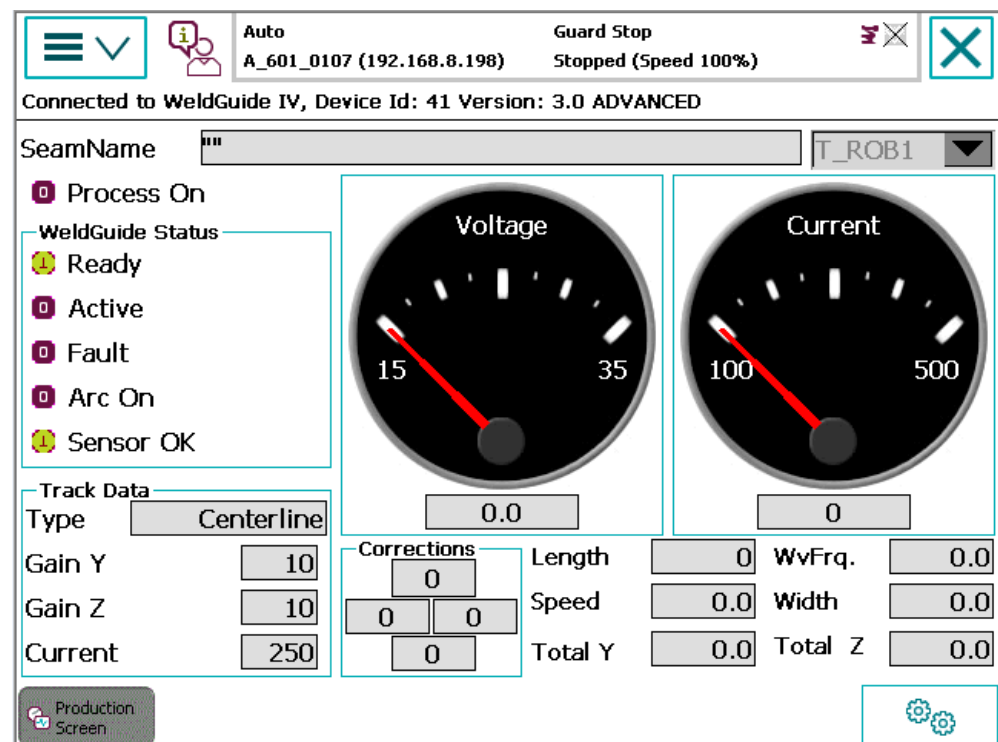 Auto Guard Stop
A_601_0107 (192.168.8.198) Stopped (Speed 100%)
Connected to WeldGuide IV, Device Id: 41 Version: 3.0 ADVANCED
SeamName "" T_ROB1
Process On
WeldGuide Status
Ready
Active
Fault
Arc On
Sensor OK
Voltage
15 35
0.0
Current
100 500
0
Track Data
Type Centerline
Gain Y 10
Gain Z 10
Current 250
Corrections
0
0 0
0
Length 0 WvFrq. 0.0
Speed 0.0 Width 0.0
Total Y 0.0 Total Z 0.0
Production
Screen